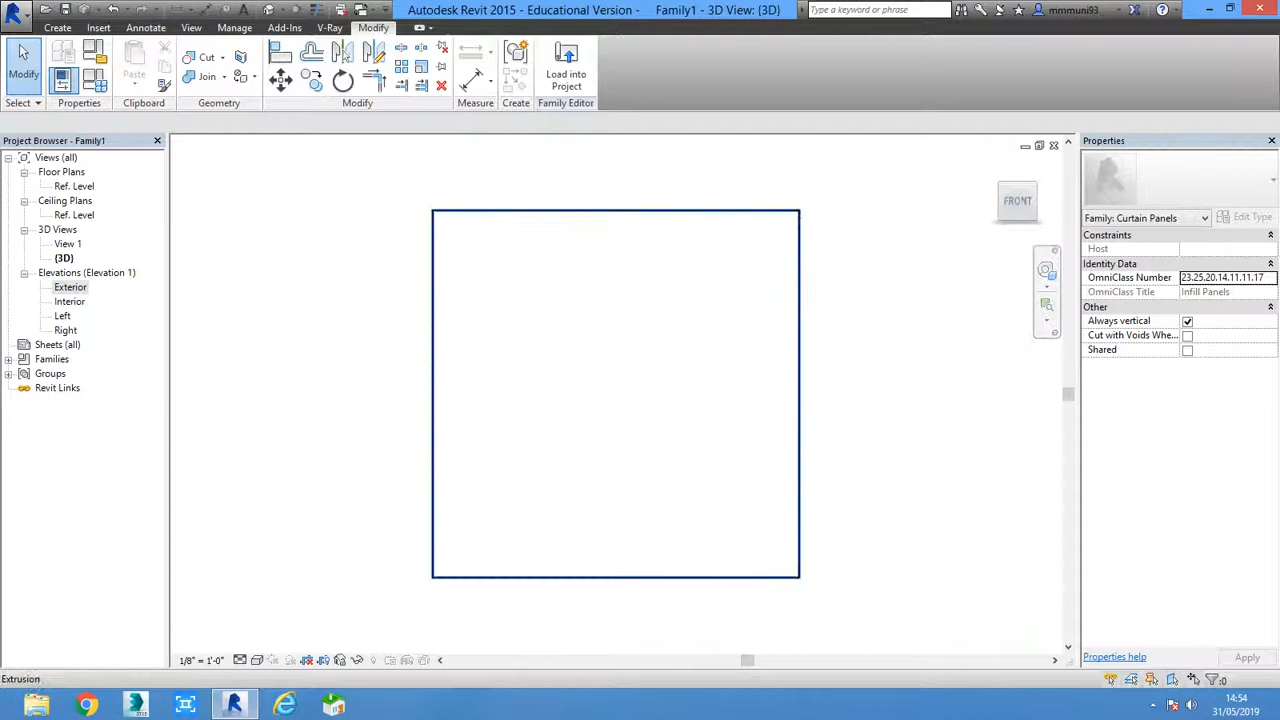 Autodesk Revit 2015 - Educational Version - Family1 - 3D View: {3D}
Type a keyword or phrase
mmmuni93
Create Insert Annotate View Manage Add-Ins V-Ray Modify
Modify
Paste
Cut
Join
Load into
Project
Select Properties Clipboard Geometry Modify Measure Create Family Editor
Project Browser - Family1
Views (all)
Floor Plans
Ref. Level
Ceiling Plans
Ref. Level
3D Views
View 1
{3D}
Elevations (Elevation 1)
Exterior
Interior
Left
Right
Sheets (all)
Families
Groups
Revit Links
FRONT
Properties
Family: Curtain Panels
Edit Type
Constraints
Host
Identity Data
OmniClass Number 23.25.20.14.11.11.17
OmniClass Title Infill Panels
Other
Always vertical
Cut with Voids Whe...
Shared
Properties help
Apply
1/8" = 1'-0"
Extrusion
:0
14:54
31/05/2019